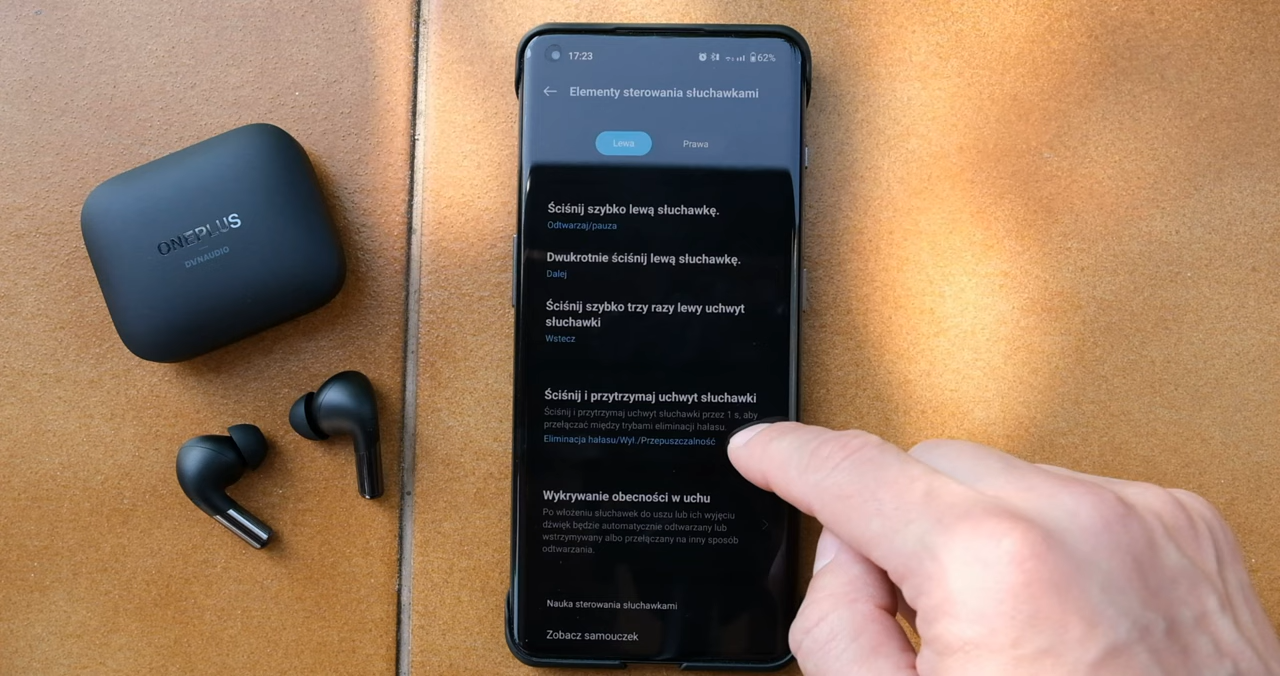 ONEPLUS
DYNAUDIO
17:23
62%
Elementy sterowania słuchawkami
Lewa
Prawa
Ściśnij szybko lewą słuchawkę.
Odtwarzaj/pauza
Dwukrotnie ściśnij lewą słuchawkę.
Dalej
Ściśnij szybko trzy razy lewy uchwyt
słuchawki
Wstecz
Ściśnij i przytrzymaj uchwyt słuchawki
Ściśnij i przytrzymaj uchwyt słuchawki przez 1 s, aby
przełączać między trybami eliminacji hałasu.
Eliminacja hałasu/Wył./Przepuszczalność
Wykrywanie obecności w uchu
Po włożeniu słuchawek do uszu lub ich wyjęciu
dźwięk będzie automatycznie odtwarzany lub
wstrzymywany albo przełączany na inny sposób
odtwarzania.
Nauka sterowania słuchawkami
Zobacz samouczek